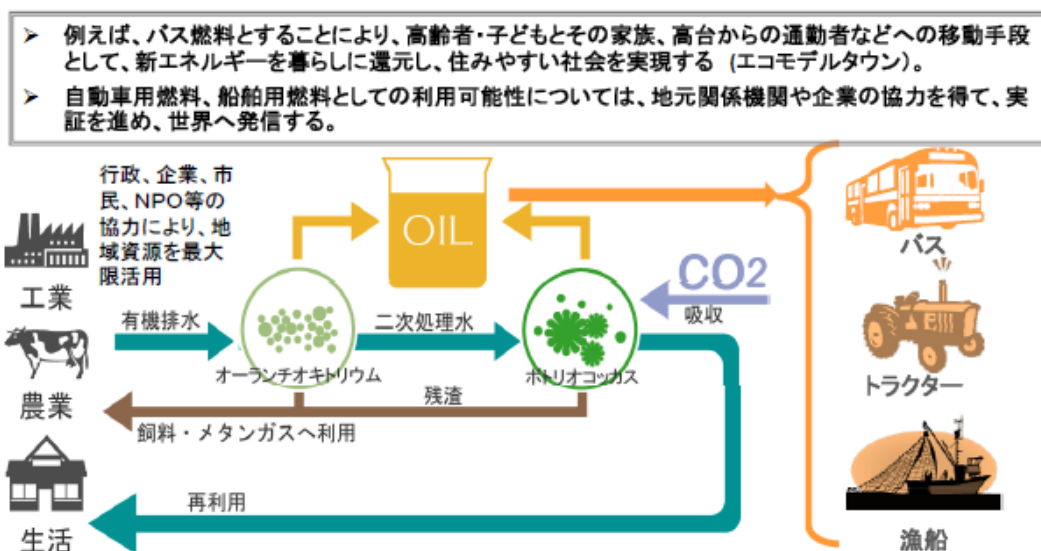 ➢ 例えば、バス燃料とすることにより、高齢者・子どもとその家族、高台からの通勤者などへの移動手段
として、新エネルギーを暮らしに還元し、住みやすい社会を実現する (エコモデルタウン)。
➢ 自動車用燃料、船舶用燃料としての利用可能性については、地元関係機関や企業の協力を得て、実
証を進め、世界へ発信する。
行政、企業、市
民、NPO等の
協力により、地
域資源を最大
限活用
OIL
バス
工業
CO2
吸収
有機排水
二次処理水
オーランチオキトリウム
ボトリオコッカス
トラクター
農業
残渣
飼料・メタンガスへ利用
再利用
生活
漁船